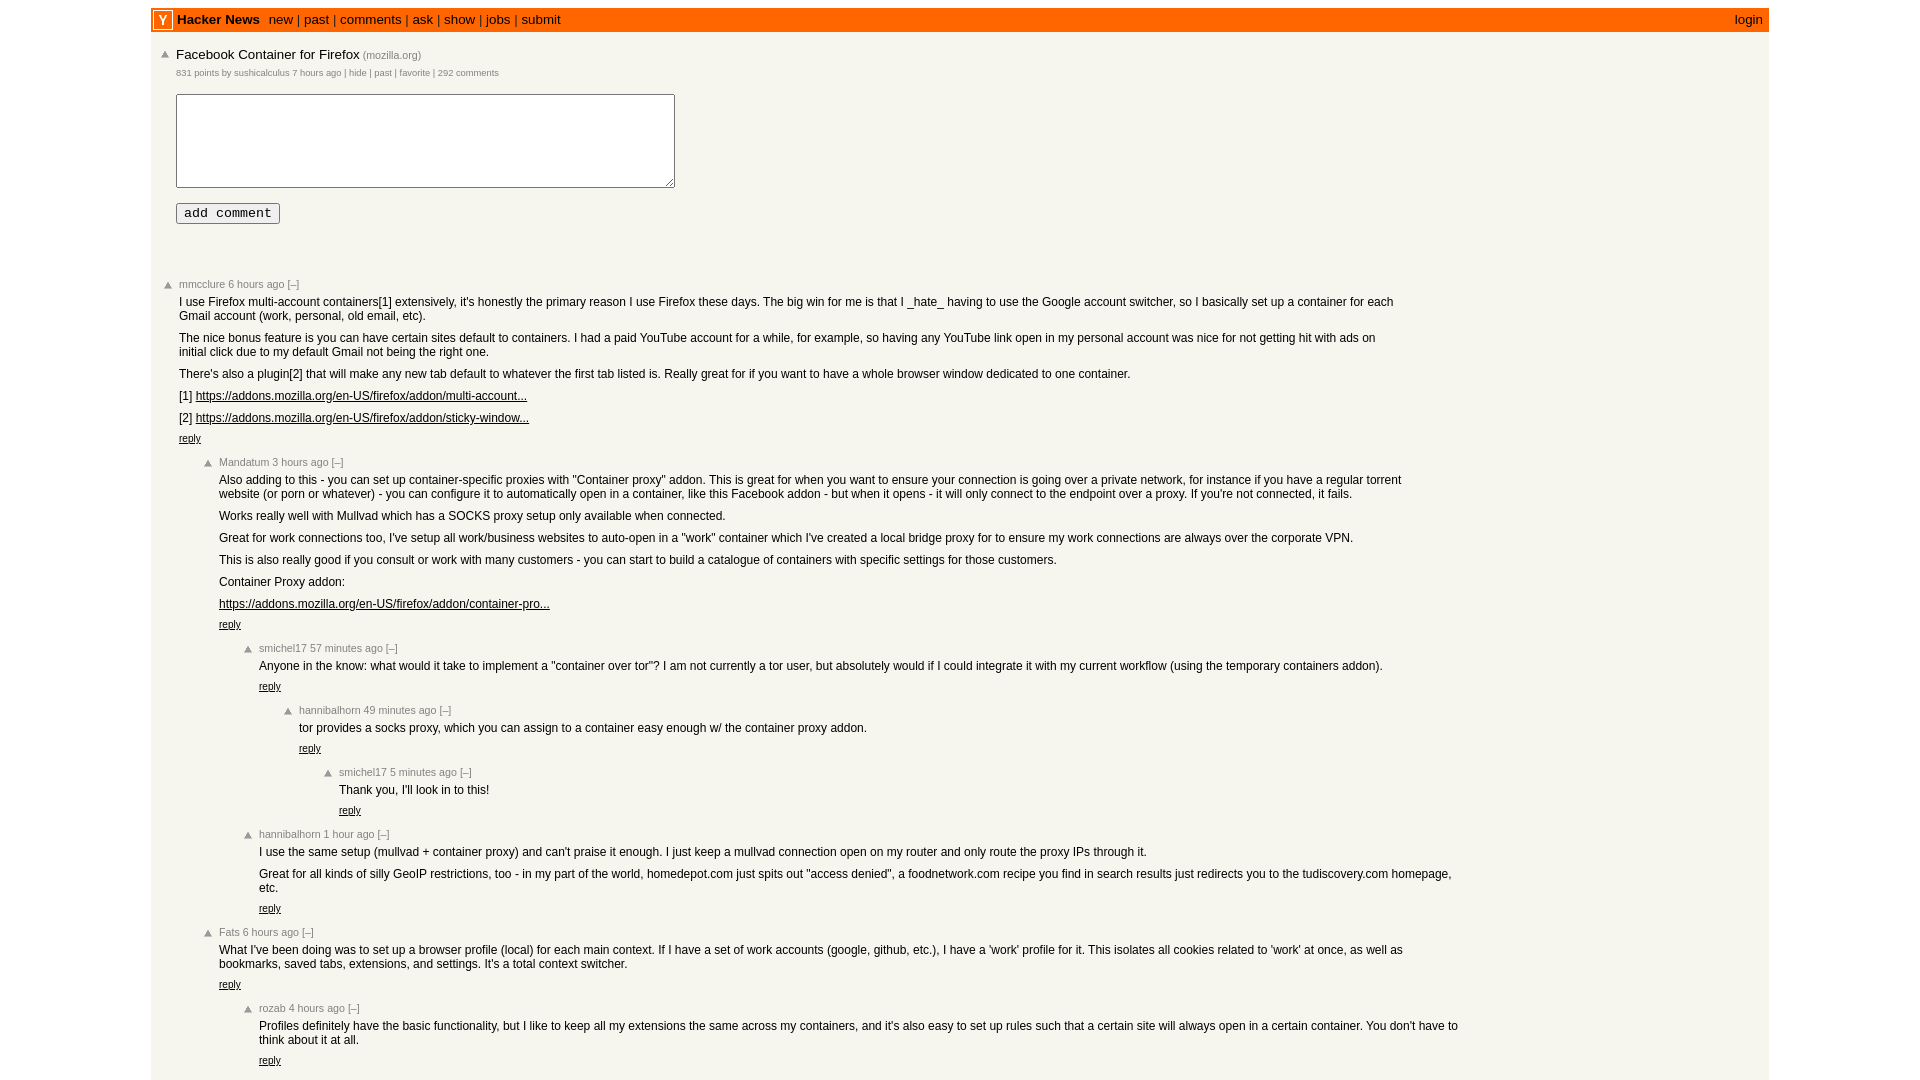 Y Hacker News new | past | comments | ask | show | jobs | submit login
Facebook Container for Firefox (mozilla.org)
831 points by sushicalculus 7 hours ago | hide | past | favorite | 292 comments
add comment
mmcclure 6 hours ago [–]
I use Firefox multi-account containers[1] extensively, it's honestly the primary reason I use Firefox these days. The big win for me is that I _hate_ having to use the Google account switcher, so I basically set up a container for each
Gmail account (work, personal, old email, etc).
The nice bonus feature is you can have certain sites default to containers. I had a paid YouTube account for a while, for example, so having any YouTube link open in my personal account was nice for not getting hit with ads on
initial click due to my default Gmail not being the right one.
There's also a plugin[2] that will make any new tab default to whatever the first tab listed is. Really great for if you want to have a whole browser window dedicated to one container.
[1] https://addons.mozilla.org/en-US/firefox/addon/multi-account...
[2] https://addons.mozilla.org/en-US/firefox/addon/sticky-window...
reply
Mandatum 3 hours ago [–]
Also adding to this - you can set up container-specific proxies with "Container proxy" addon. This is great for when you want to ensure your connection is going over a private network, for instance if you have a regular torrent
website (or porn or whatever) - you can configure it to automatically open in a container, like this Facebook addon - but when it opens - it will only connect to the endpoint over a proxy. If you're not connected, it fails.
Works really well with Mullvad which has a SOCKS proxy setup only available when connected.
Great for work connections too, I've setup all work/business websites to auto-open in a "work" container which I've created a local bridge proxy for to ensure my work connections are always over the corporate VPN.
This is also really good if you consult or work with many customers - you can start to build a catalogue of containers with specific settings for those customers.
Container Proxy addon:
https://addons.mozilla.org/en-US/firefox/addon/container-pro...
reply
smichel17 57 minutes ago [–]
Anyone in the know: what would it take to implement a "container over tor"? I am not currently a tor user, but absolutely would if I could integrate it with my current workflow (using the temporary containers addon).
reply
hannibalhorn 49 minutes ago [–]
tor provides a socks proxy, which you can assign to a container easy enough w/ the container proxy addon.
reply
smichel17 5 minutes ago [–]
Thank you, I'll look in to this!
reply
hannibalhorn 1 hour ago [–]
I use the same setup (mullvad + container proxy) and can't praise it enough. I just keep a mullvad connection open on my router and only route the proxy IPs through it.
Great for all kinds of silly GeoIP restrictions, too - in my part of the world, homedepot.com just spits out "access denied", a foodnetwork.com recipe you find in search results just redirects you to the tudiscovery.com homepage,
etc.
reply
Fats 6 hours ago [–]
What I've been doing was to set up a browser profile (local) for each main context. If I have a set of work accounts (google, github, etc.), I have a 'work' profile for it. This isolates all cookies related to 'work' at once, as well as
bookmarks, saved tabs, extensions, and settings. It's a total context switcher.
reply
rozab 4 hours ago [–]
Profiles definitely have the basic functionality, but I like to keep all my extensions the same across my containers, and it's also easy to set up rules such that a certain site will always open in a certain container. You don't have to
think about it at all.
reply